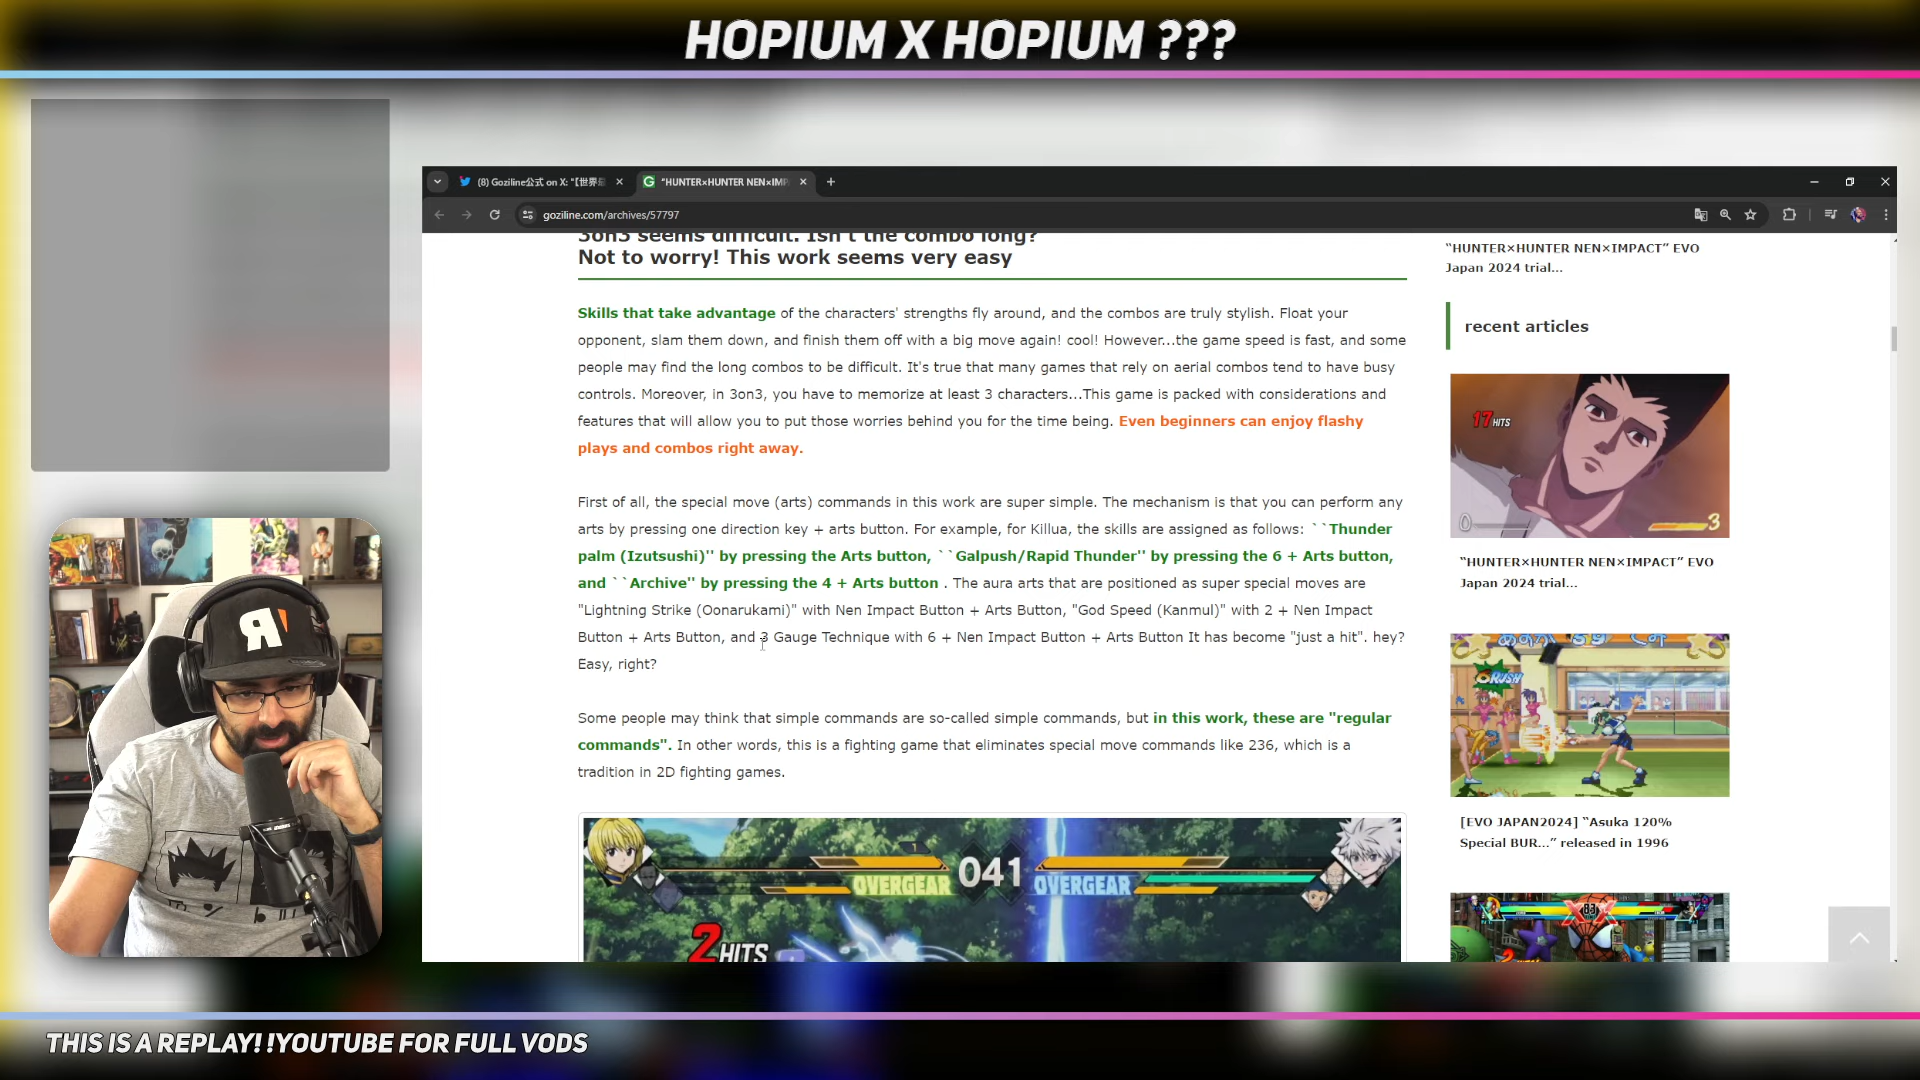 HOPIUM X HOPIUM ???
(8) Goziline公式 on X: "【世界最
"HUNTER×HUNTER NEN×IMP
goziline.com/archives/57797
3on3 seems difficult. Isn't the combo long?
Not to worry! This work seems very easy
Skills that take advantage of the characters' strengths fly around, and the combos are truly stylish. Float your
opponent, slam them down, and finish them off with a big move again! cool! However...the game speed is fast, and some
people may find the long combos to be difficult. It's true that many games that rely on aerial combos tend to have busy
controls. Moreover, in 3on3, you have to memorize at least 3 characters...This game is packed with considerations and
features that will allow you to put those worries behind you for the time being. Even beginners can enjoy flashy
plays and combos right away.
First of all, the special move (arts) commands in this work are super simple. The mechanism is that you can perform any
arts by pressing one direction key + arts button. For example, for Killua, the skills are assigned as follows: ``Thunder
palm (Izutsushi)'' by pressing the Arts button, ``Galpush/Rapid Thunder'' by pressing the 6 + Arts button,
and ``Archive'' by pressing the 4 + Arts button . The aura arts that are positioned as super special moves are
"Lightning Strike (Oonarukami)" with Nen Impact Button + Arts Button, "God Speed (Kanmul)" with 2 + Nen Impact
Button + Arts Button, and 3 Gauge Technique with 6 + Nen Impact Button + Arts Button It has become "just a hit". hey?
Easy, right?
Some people may think that simple commands are so-called simple commands, but in this work, these are "regular
commands". In other words, this is a fighting game that eliminates special move commands like 236, which is a
tradition in 2D fighting games.
1
041
OVERGEAR
OVERGEAR
2 HITS
"HUNTER×HUNTER NEN×IMPACT" EVO
Japan 2024 trial...
recent articles
17 HITS
0
3
"HUNTER×HUNTER NEN×IMPACT" EVO
Japan 2024 trial...
[EVO JAPAN2024] "Asuka 120%
Special BUR..." released in 1996
83
THIS IS A REPLAY! !YOUTUBE FOR FULL VODS